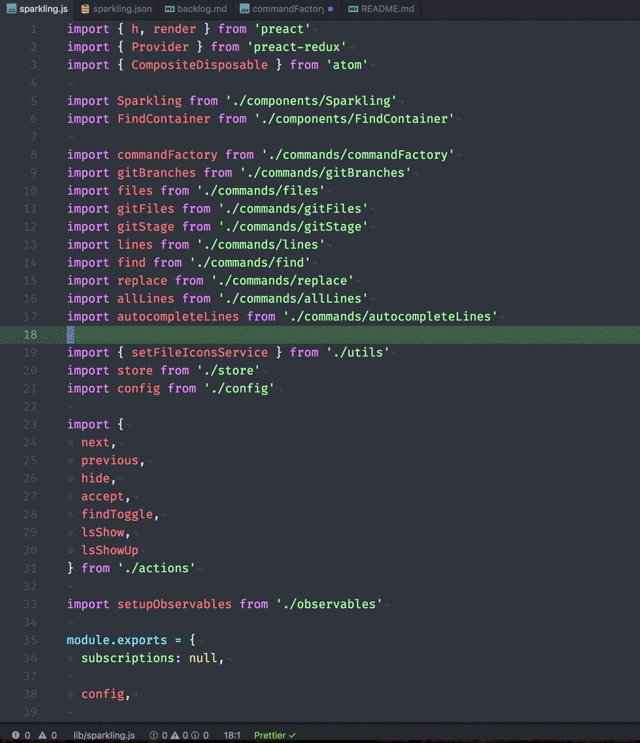 sparkling.js sparkling.json backlog.md commandFactory README.md
1 import { h, render } from 'preact'
2 import { Provider } from 'preact-redux'
3 import { CompositeDisposable } from 'atom'
4
5 import Sparkling from './components/Sparkling'
6 import FindContainer from './components/FindContainer'
7
8 import commandFactory from './commands/commandFactory'
9 import gitBranches from './commands/gitBranches'
10 import files from './commands/files'
11 import gitFiles from './commands/gitFiles'
12 import gitStage from './commands/gitStage'
13 import lines from './commands/lines'
14 import find from './commands/find'
15 import replace from './commands/replace'
16 import allLines from './commands/allLines'
17 import autocompleteLines from './commands/autocompleteLines'
18
19 import { setFileIconsService } from './utils'
20 import store from './store'
21 import config from './config'
22
23 import {
24 next,
25 previous,
26 hide,
27 accept,
28 findToggle,
29 lsShow,
30 lsShowUp
31 } from './actions'
32
33 import setupObservables from './observables'
34
35 module.exports = {
36 subscriptions: null,
37
38 config,
39
0 0 lib/sparkling.js 0 0 0 18:1 Prettier ✓